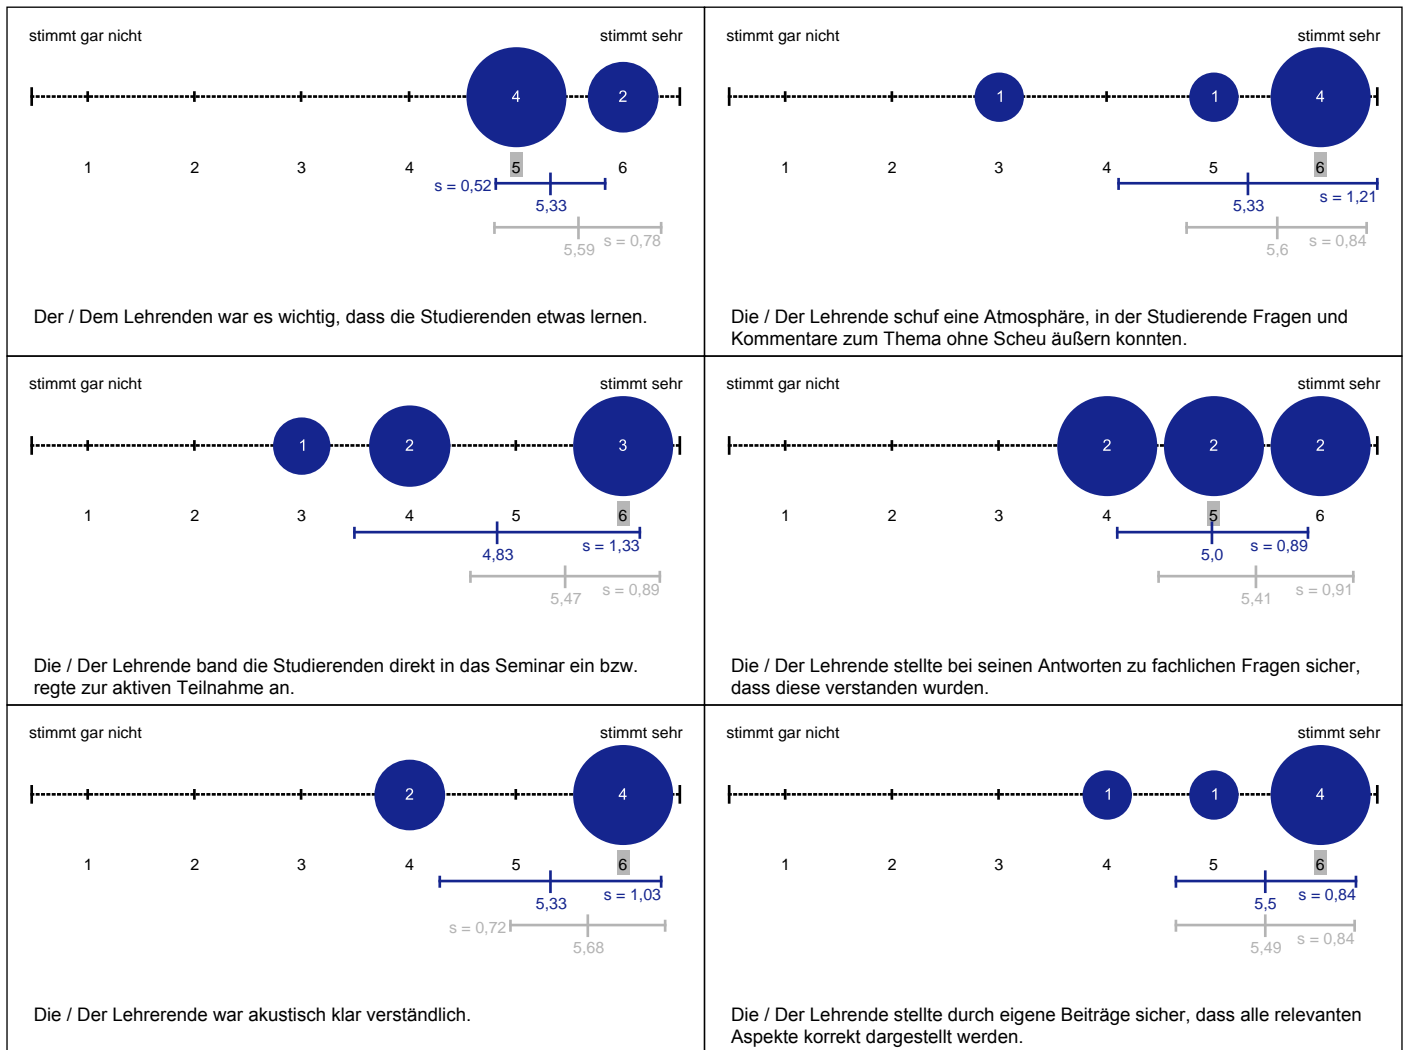 stimmt gar nicht stimmt sehr
4 2
1 2 3 4 5 6
s = 0,52
5,33
s = 0,78
5,59
Der / Dem Lehrenden war es wichtig, dass die Studierenden etwas lernen.
stimmt gar nicht stimmt sehr
1 1 4
1 2 3 4 5 6
s = 1,21
5,33
s = 0,84
5,6
Die / Der Lehrende schuf eine Atmosphäre, in der Studierende Fragen und
Kommentare zum Thema ohne Scheu äußern konnten.
stimmt gar nicht stimmt sehr
1 2 3
1 2 3 4 5 6
s = 1,33
4,83
s = 0,89
5,47
Die / Der Lehrende band die Studierenden direkt in das Seminar ein bzw.
regte zur aktiven Teilnahme an.
stimmt gar nicht stimmt sehr
2 2 2
1 2 3 4 5 6
s = 0,89
5,0
s = 0,91
5,41
Die / Der Lehrende stellte bei seinen Antworten zu fachlichen Fragen sicher,
dass diese verstanden wurden.
stimmt gar nicht stimmt sehr
2 4
1 2 3 4 5 6
s = 1,03
5,33
s = 0,72
5,68
Die / Der Lehrerende war akustisch klar verständlich.
stimmt gar nicht stimmt sehr
1 1 4
1 2 3 4 5 6
s = 0,84
5,5
s = 0,84
5,49
Die / Der Lehrende stellte durch eigene Beiträge sicher, dass alle relevanten
Aspekte korrekt dargestellt werden.